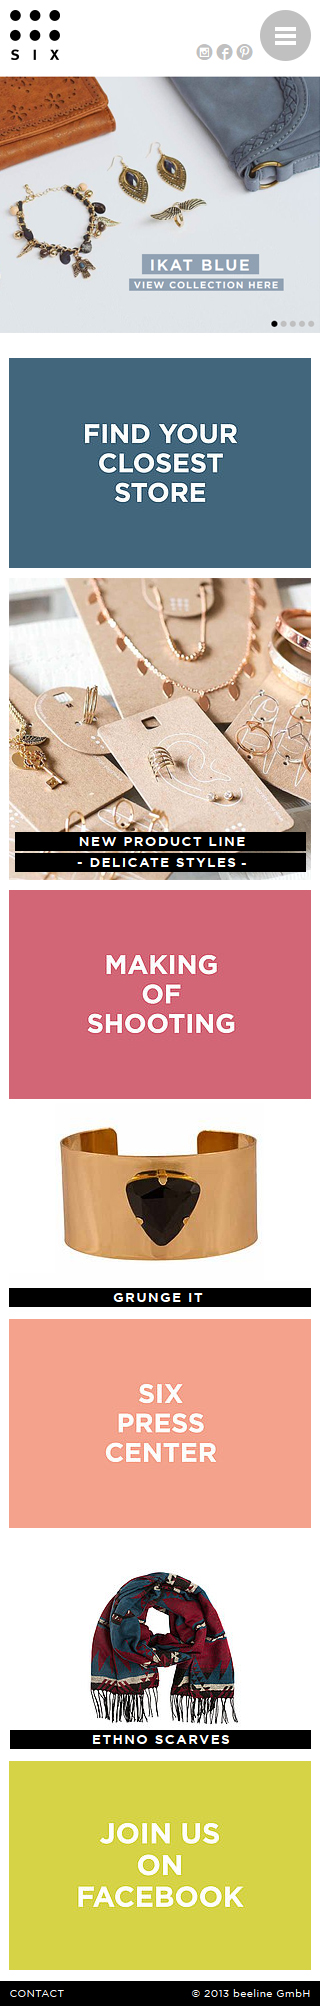 SIX
IKAT BLUE
VIEW COLLECTION HERE
FIND YOUR
CLOSEST
STORE
NEW PRODUCT LINE
- DELICATE STYLES -
MAKING
OF
SHOOTING
GRUNGE IT
SIX
PRESS
CENTER
ETHNO SCARVES
JOIN US
ON
FACEBOOK
CONTACT
© 2013 beeline GmbH